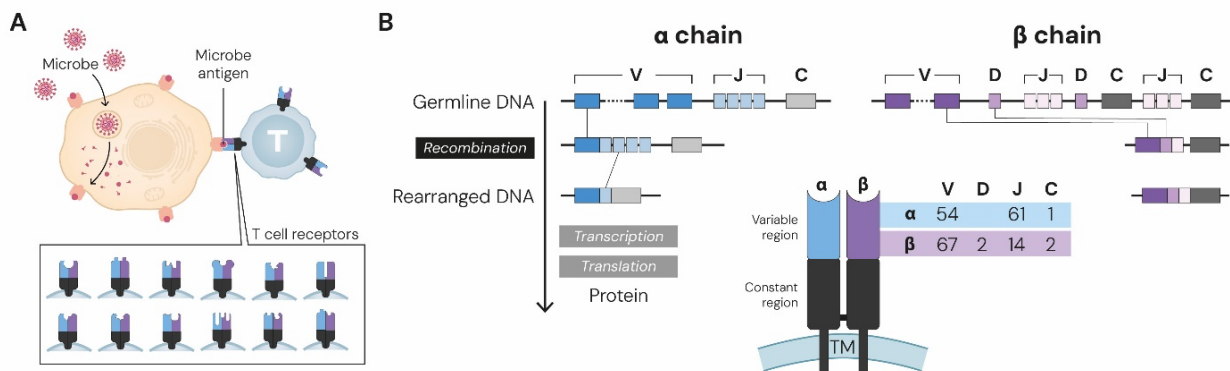 A
Microbe
Microbe
antigen
T
T cell receptors
B
α chain
β chain
V J C
V D J D C J C
Germline DNA
Recombination
Rearranged DNA
Transcription
Translation
Protein
α β
V D J C
α 54 61 1
β 67 2 14 2
Variable
region
Constant
region
TM